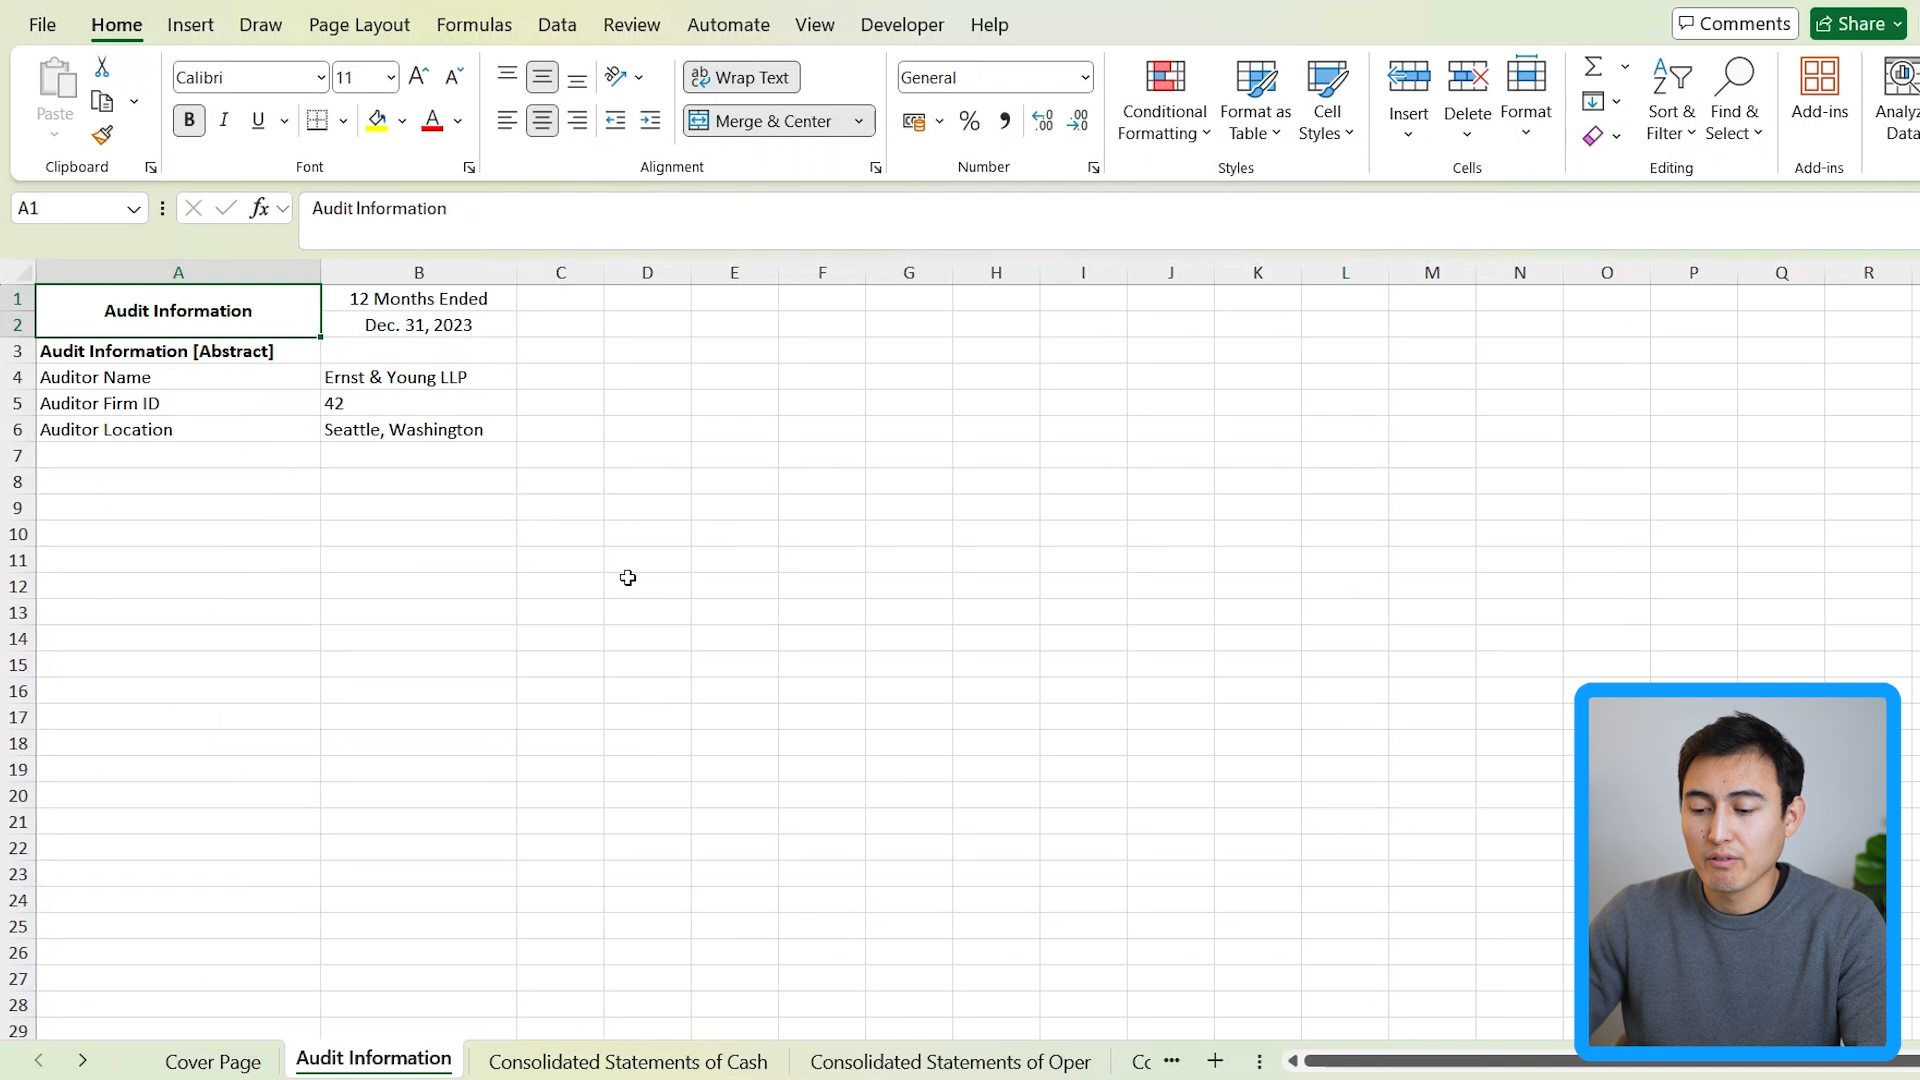 File Home Insert Draw Page Layout Formulas Data Review Automate View Developer Help Comments Share
Paste
Clipboard
Calibri 11
B I U A
Font
ab Wrap Text
Merge & Center
Alignment
General
% 9
Number
Conditional Formatting
Format as Table
Cell Styles
Styles
Insert Delete Format
Cells
Sort & Filter
Find & Select
Editing
Add-ins
Add-ins
Analyz
Data
A1 fx Audit Information
A B C D E F G H I J K L M N O P Q R
1 Audit Information 12 Months Ended
2 Dec. 31, 2023
3 Audit Information [Abstract]
4 Auditor Name Ernst & Young LLP
5 Auditor Firm ID 42
6 Auditor Location Seattle, Washington
7
8
9
10
11
12
13
14
15
16
17
18
19
20
21
22
23
24
25
26
27
28
29
Cover Page Audit Information Consolidated Statements of Cash Consolidated Statements of Oper Cc